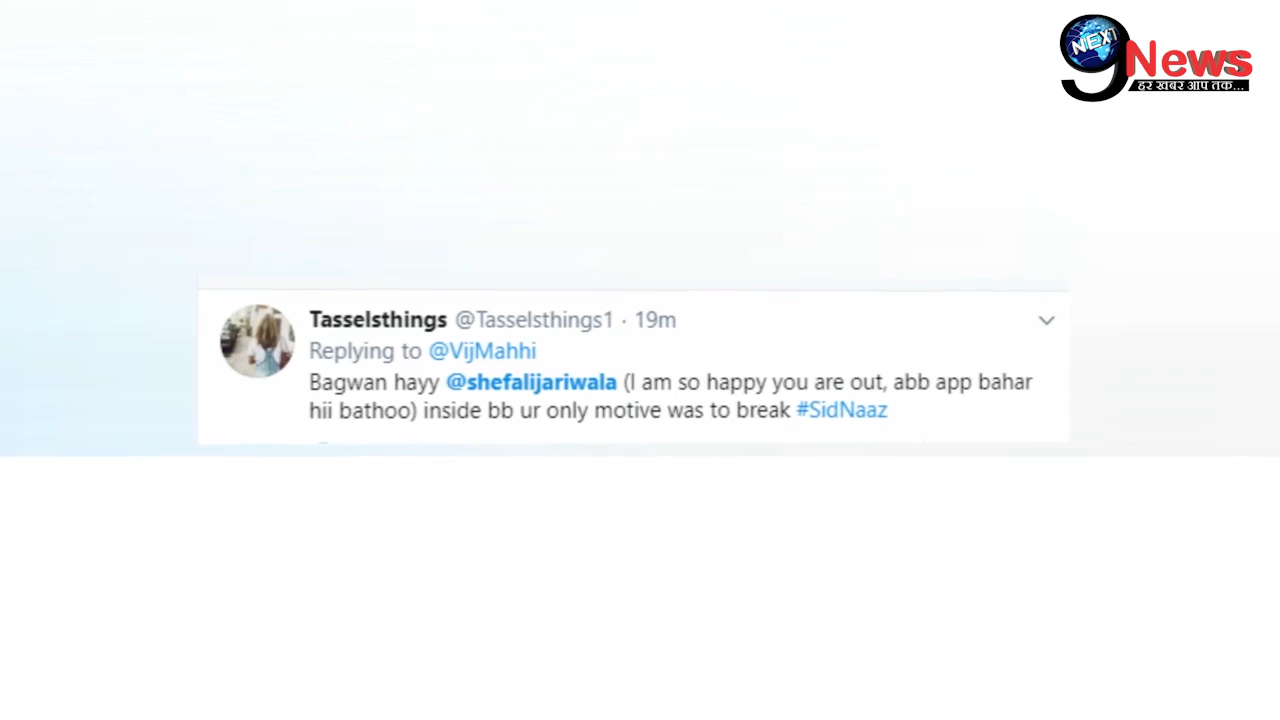 NEXT
9News
हर खबर आप तक...
Tasselsthings @Tasselsthings1 · 19m
Replying to @VijMahhi
Bagwan hayy @shefalijariwala (I am so happy you are out, abb app bahar
hii bathoo) inside bb ur only motive was to break #SidNaaz